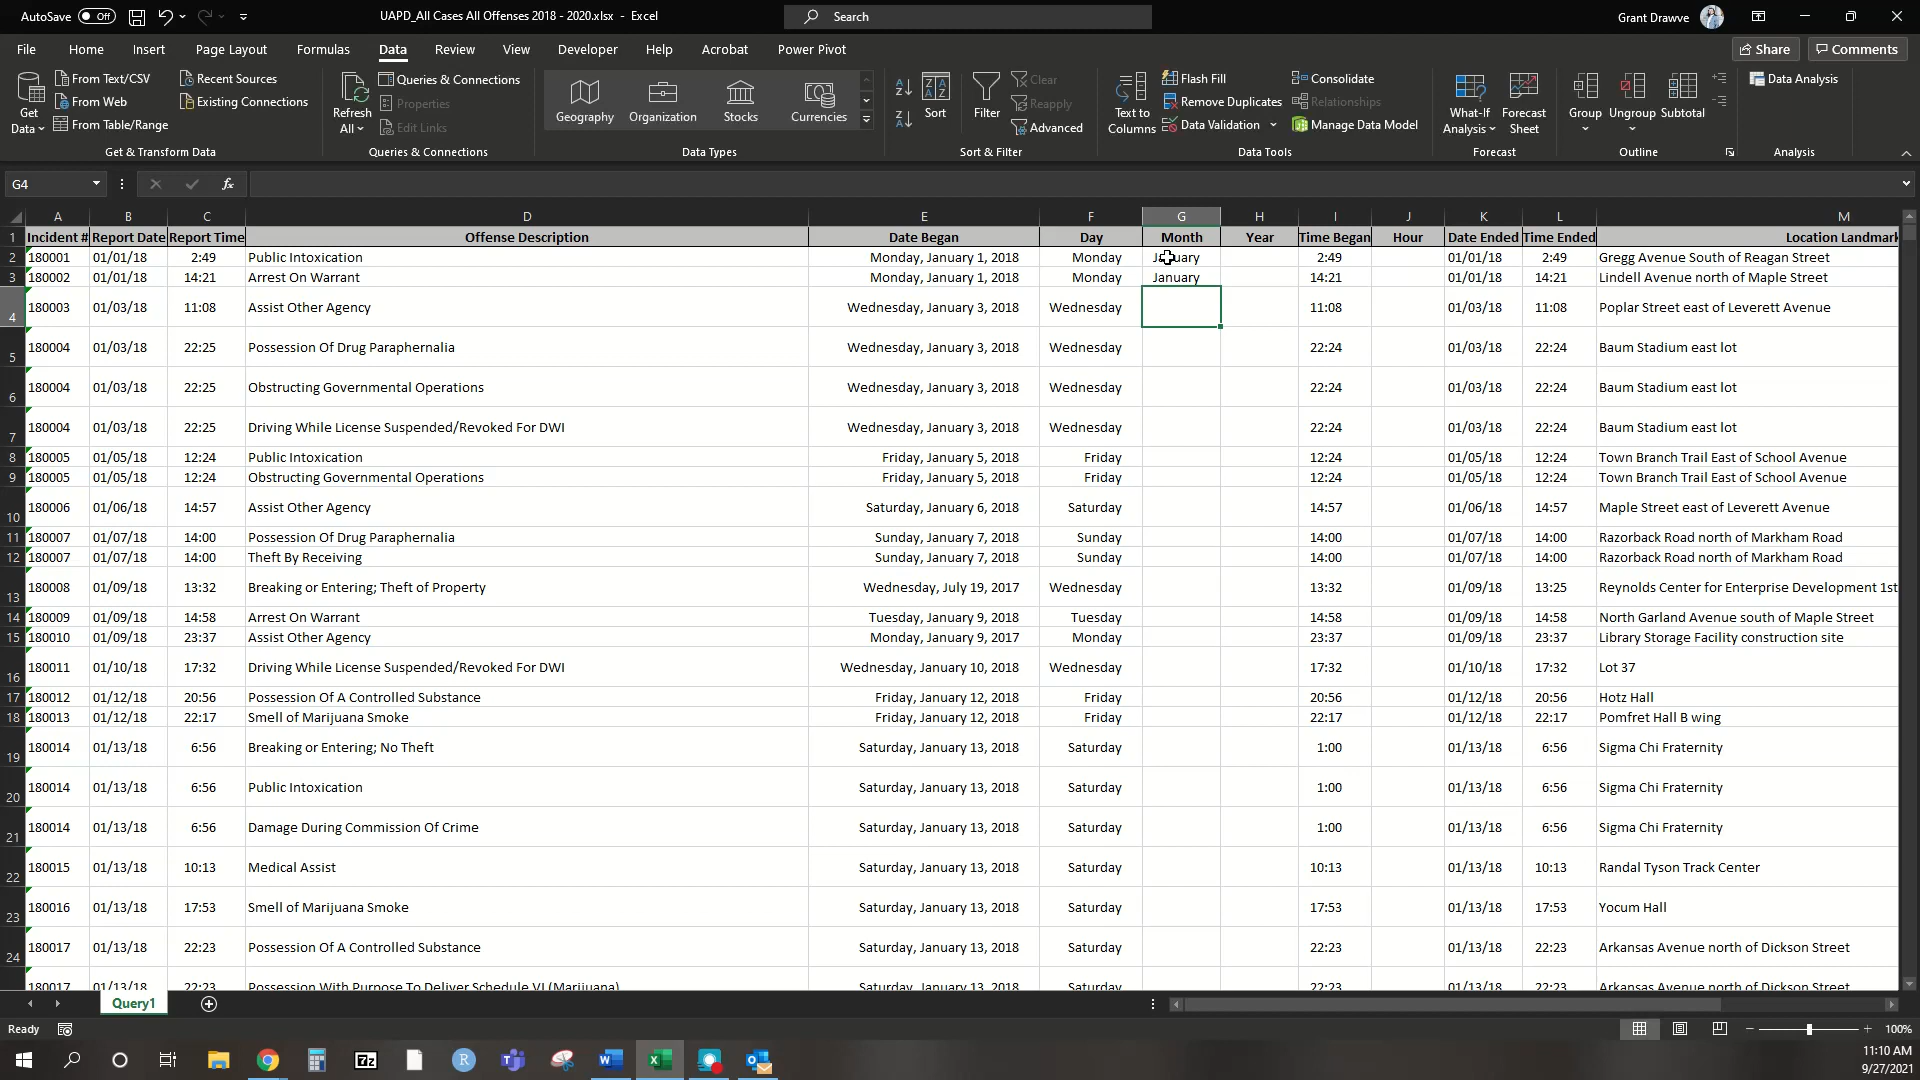 AutoSave Off UAPD_All Cases All Offenses 2018 - 2020.xlsx - Excel Search Grant Drawve
File Home Insert Page Layout Formulas Data Review View Developer Help Acrobat Power Pivot Share Comments
Get Data
From Text/CSV
From Web
From Table/Range
Recent Sources
Existing Connections
Get & Transform Data
Refresh All
Queries & Connections
Properties
Edit Links
Queries & Connections
Geography Organization Stocks Currencies
Data Types
Sort Filter
Clear
Reapply
Advanced
Sort & Filter
Text to Columns
Flash Fill
Remove Duplicates
Data Validation
Consolidate
Relationships
Manage Data Model
Data Tools
What-If Analysis
Forecast Sheet
Forecast
Group Ungroup Subtotal
Outline
Data Analysis
Analysis
G4 fx
A B C D E F G H I J K L M
1 Incident # Report Date Report Time Offense Description Date Began Day Month Year Time Began Hour Date Ended Time Ended Location Landmark
2 180001 01/01/18 2:49 Public Intoxication Monday, January 1, 2018 Monday January 2:49 01/01/18 2:49 Gregg Avenue South of Reagan Street
3 180002 01/01/18 14:21 Arrest On Warrant Monday, January 1, 2018 Monday January 14:21 01/01/18 14:21 Lindell Avenue north of Maple Street
4 180003 01/03/18 11:08 Assist Other Agency Wednesday, January 3, 2018 Wednesday 11:08 01/03/18 11:08 Poplar Street east of Leverett Avenue
5 180004 01/03/18 22:25 Possession Of Drug Paraphernalia Wednesday, January 3, 2018 Wednesday 22:24 01/03/18 22:24 Baum Stadium east lot
6 180004 01/03/18 22:25 Obstructing Governmental Operations Wednesday, January 3, 2018 Wednesday 22:24 01/03/18 22:24 Baum Stadium east lot
7 180004 01/03/18 22:25 Driving While License Suspended/Revoked For DWI Wednesday, January 3, 2018 Wednesday 22:24 01/03/18 22:24 Baum Stadium east lot
8 180005 01/05/18 12:24 Public Intoxication Friday, January 5, 2018 Friday 12:24 01/05/18 12:24 Town Branch Trail East of School Avenue
9 180005 01/05/18 12:24 Obstructing Governmental Operations Friday, January 5, 2018 Friday 12:24 01/05/18 12:24 Town Branch Trail East of School Avenue
10 180006 01/06/18 14:57 Assist Other Agency Saturday, January 6, 2018 Saturday 14:57 01/06/18 14:57 Maple Street east of Leverett Avenue
11 180007 01/07/18 14:00 Possession Of Drug Paraphernalia Sunday, January 7, 2018 Sunday 14:00 01/07/18 14:00 Razorback Road north of Markham Road
12 180007 01/07/18 14:00 Theft By Receiving Sunday, January 7, 2018 Sunday 14:00 01/07/18 14:00 Razorback Road north of Markham Road
13 180008 01/09/18 13:32 Breaking or Entering; Theft of Property Wednesday, July 19, 2017 Wednesday 13:32 01/09/18 13:25 Reynolds Center for Enterprise Development 1st
14 180009 01/09/18 14:58 Arrest On Warrant Tuesday, January 9, 2018 Tuesday 14:58 01/09/18 14:58 North Garland Avenue south of Maple Street
15 180010 01/09/18 23:37 Assist Other Agency Monday, January 9, 2017 Monday 23:37 01/09/18 23:37 Library Storage Facility construction site
16 180011 01/10/18 17:32 Driving While License Suspended/Revoked For DWI Wednesday, January 10, 2018 Wednesday 17:32 01/10/18 17:32 Lot 37
17 180012 01/12/18 20:56 Possession Of A Controlled Substance Friday, January 12, 2018 Friday 20:56 01/12/18 20:56 Hotz Hall
18 180013 01/12/18 22:17 Smell of Marijuana Smoke Friday, January 12, 2018 Friday 22:17 01/12/18 22:17 Pomfret Hall B wing
19 180014 01/13/18 6:56 Breaking or Entering; No Theft Saturday, January 13, 2018 Saturday 1:00 01/13/18 6:56 Sigma Chi Fraternity
20 180014 01/13/18 6:56 Public Intoxication Saturday, January 13, 2018 Saturday 1:00 01/13/18 6:56 Sigma Chi Fraternity
21 180014 01/13/18 6:56 Damage During Commission Of Crime Saturday, January 13, 2018 Saturday 1:00 01/13/18 6:56 Sigma Chi Fraternity
22 180015 01/13/18 10:13 Medical Assist Saturday, January 13, 2018 Saturday 10:13 01/13/18 10:13 Randal Tyson Track Center
23 180016 01/13/18 17:53 Smell of Marijuana Smoke Saturday, January 13, 2018 Saturday 17:53 01/13/18 17:53 Yocum Hall
24 180017 01/13/18 22:23 Possession Of A Controlled Substance Saturday, January 13, 2018 Saturday 22:23 01/13/18 22:23 Arkansas Avenue north of Dickson Street
180017 01/13/18 22:23 Possession With Purpose To Deliver Schedule VI (Marijuana) Saturday, January 13, 2018 Saturday 22:23 01/13/18 22:23 Arkansas Avenue north of Dickson Street
Query1
Ready 100%
11:10 AM
9/27/2021